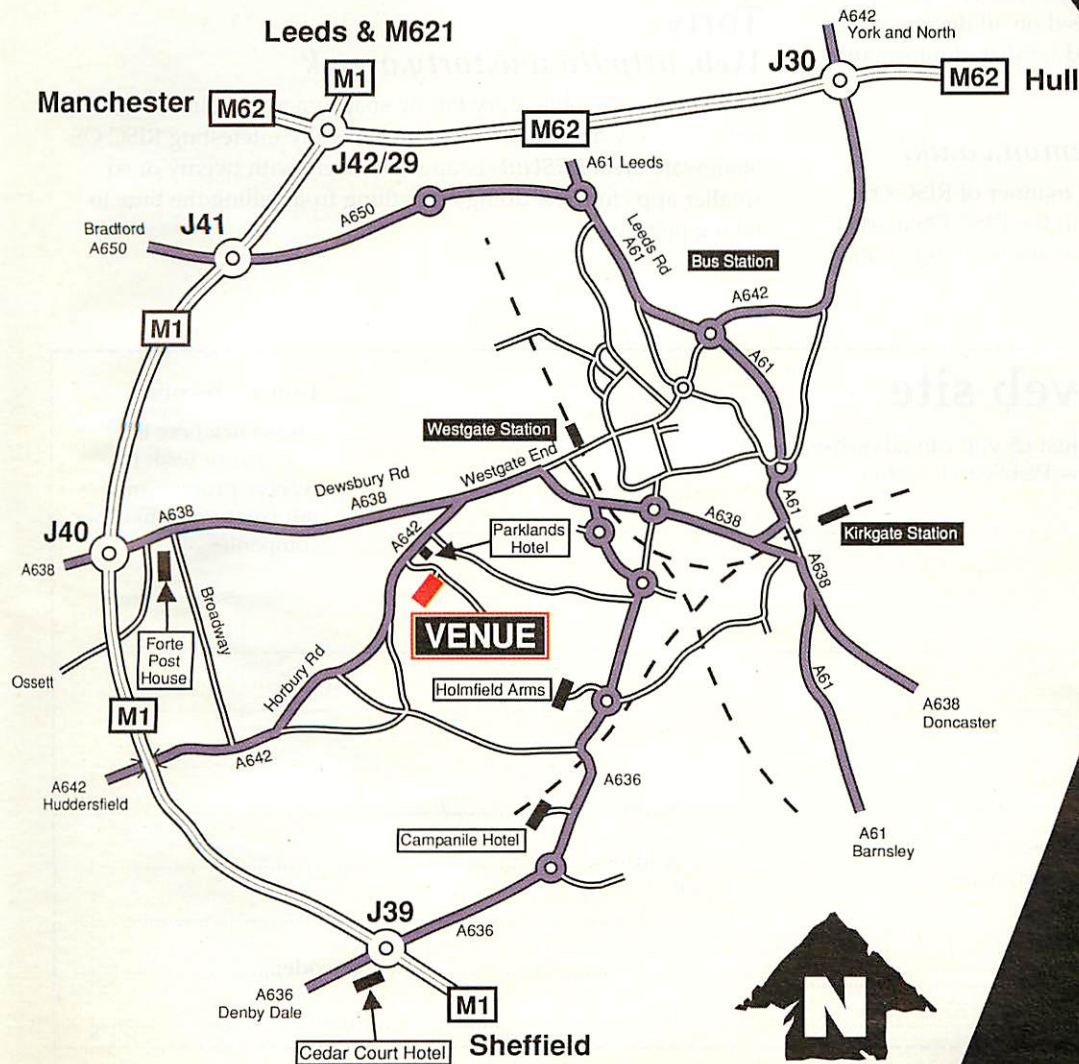 A642
York and North
Leeds & M621
J30
M1
M62
Hull
Manchester
M62
M62
J42/29
A61 Leeds
A650
J41
Bradford
A650
Leeds Rd
A61
Bus Station
A642
M1
A61
web site
Westgate Station
Westgate End
Dewsbury Rd
A638
A638
J40
A638
A642
Parklands
Hotel
A638
A61
Kirkgate Station
A638
Broadway
Forte
Post
House
VENUE
Ossett
Horbury Rd
Holmfield Arms
A61
A638
Doncaster
M1
A642
A642
Huddersfield
A636
Campanile Hotel
A61
Barnsley
J39
A636
A636
Denby Dale
M1
N
Cedar Court Hotel
Sheffield